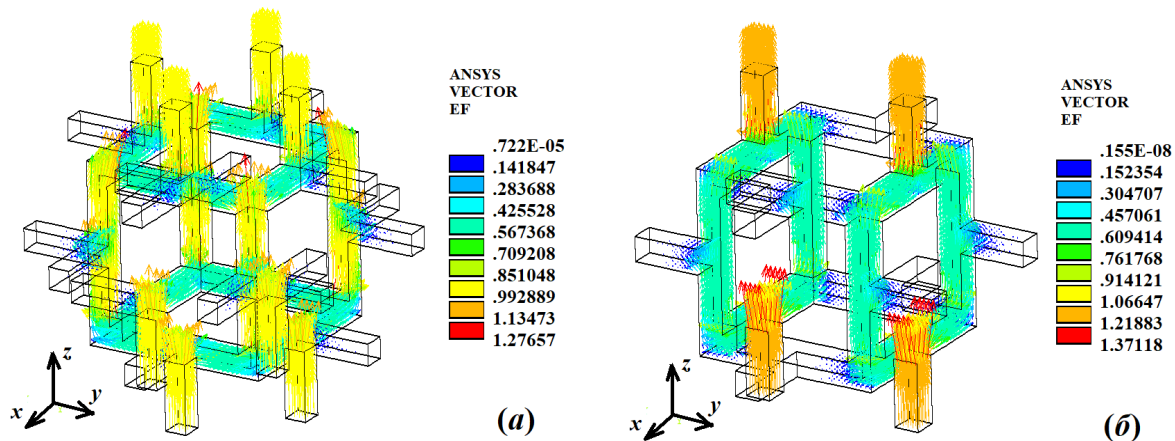 ANSYS
VECTOR
EF
.722E-05
.141847
.283688
.425528
.567368
.709208
.851048
.992889
1.13473
1.27657
z
x
y
(а)
ANSYS
VECTOR
EF
.155E-08
.152354
.304707
.457061
.609414
.761768
.914121
1.06647
1.21883
1.37118
z
x
y
(б)